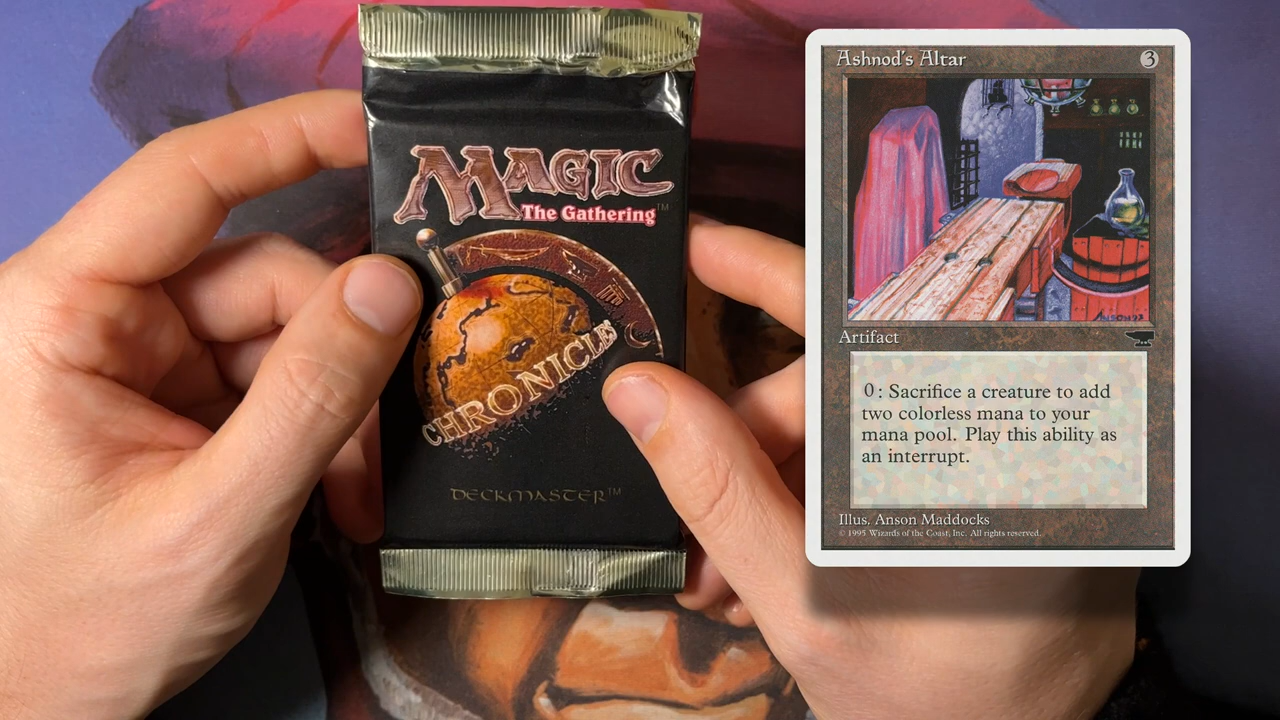 MAGIC
The Gathering™
CHRONICLES
DECKMASTER™
Ashnod's Altar 3
Artifact
0: Sacrifice a creature to add
two colorless mana to your
mana pool. Play this ability as
an interrupt.
Illus. Anson Maddocks
© 1995 Wizards of the Coast, Inc. All rights reserved.